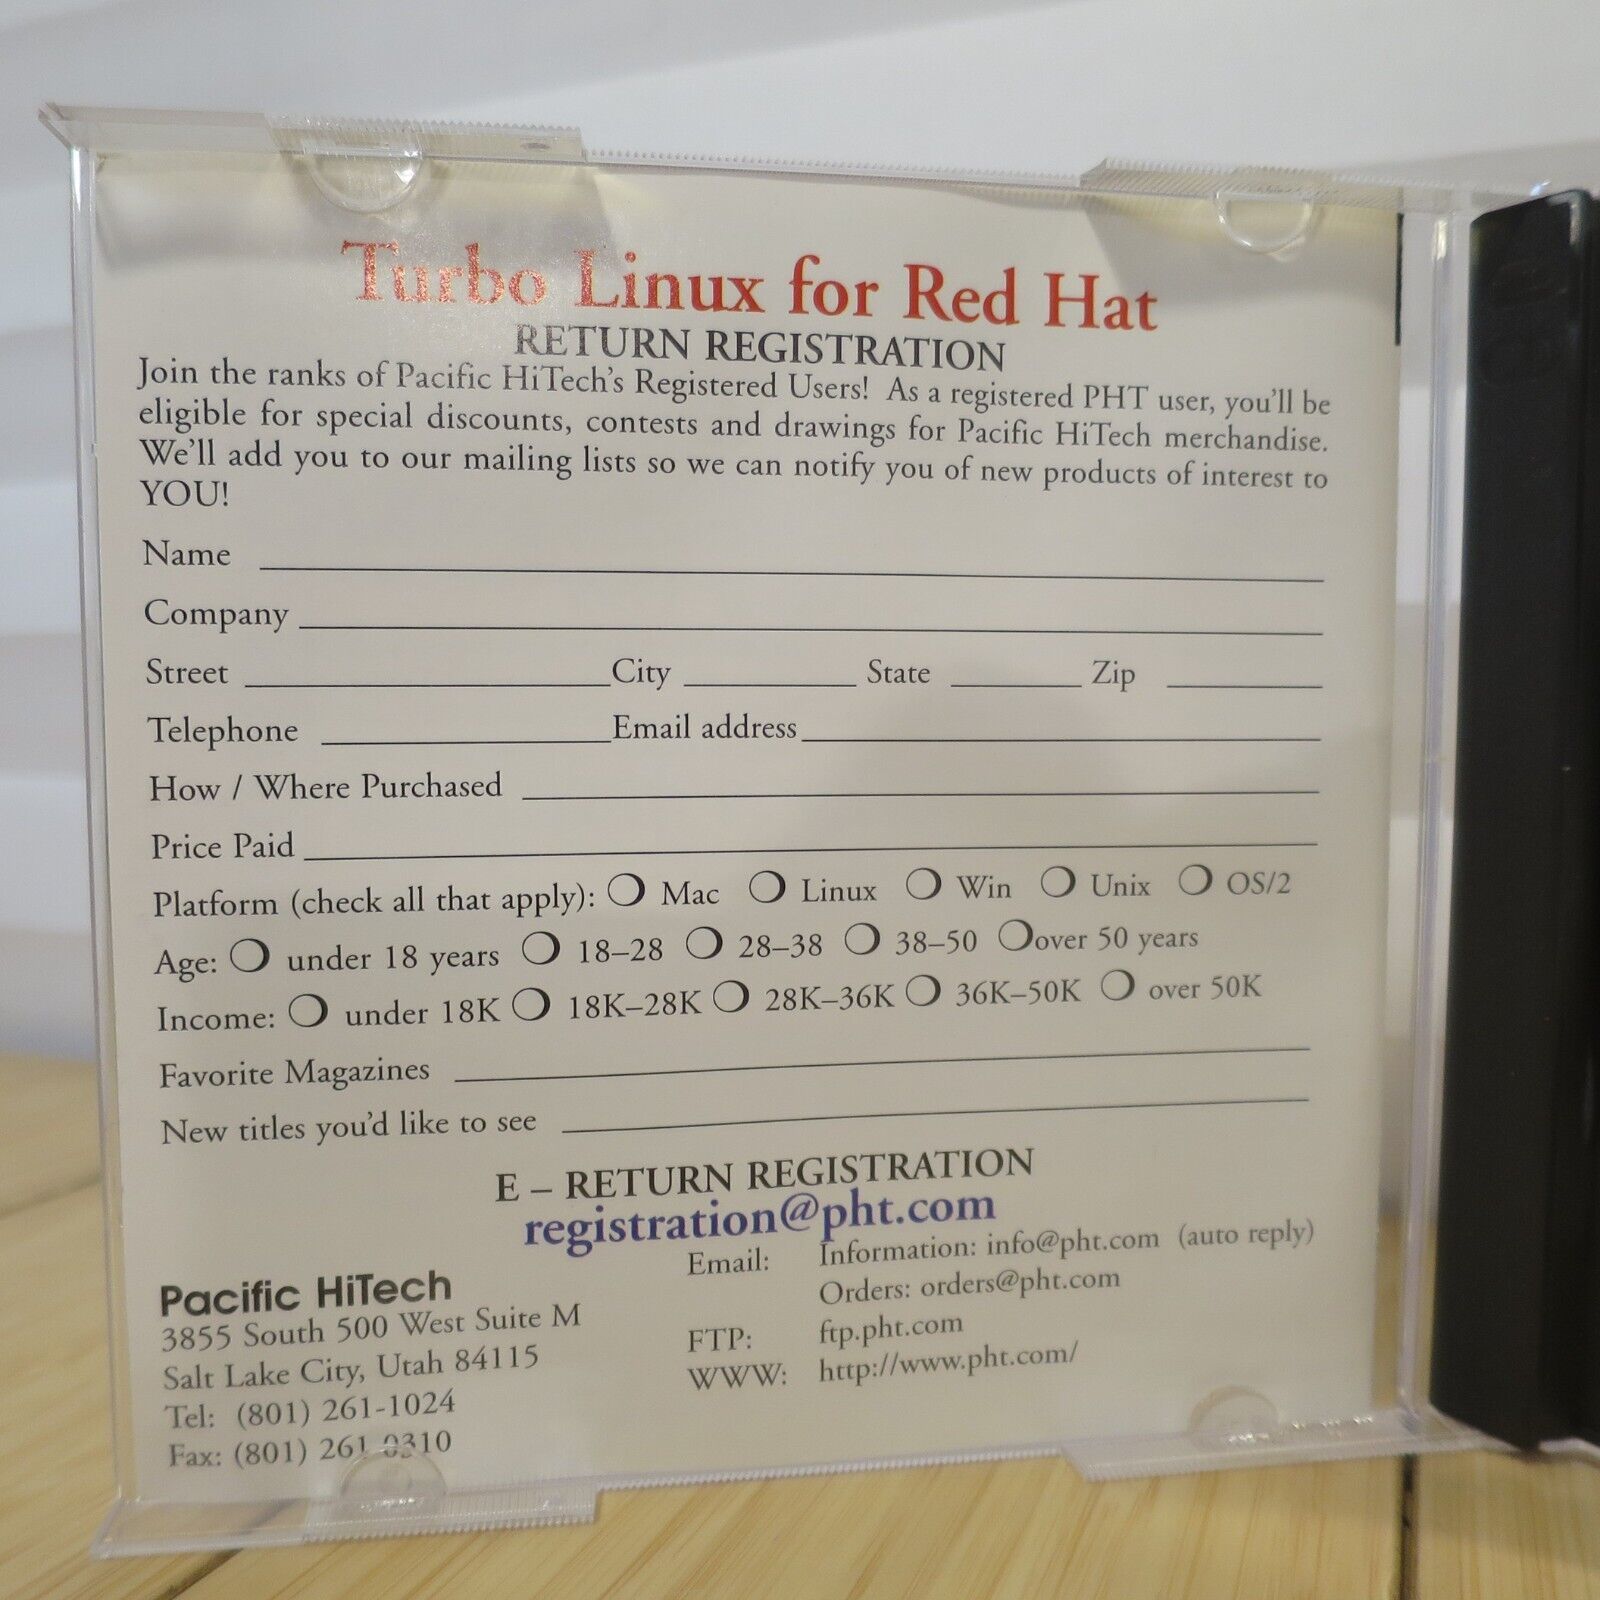 Turbo Linux for Red Hat
RETURN REGISTRATION
Join the ranks of Pacific HiTech's Registered Users! As a registered PHT user, you'll be
eligible for special discounts, contests and drawings for Pacific HiTech merchandise.
We'll add you to our mailing lists so we can notify you of new products of interest to
YOU!
Name
Company
Street City State Zip
Telephone Email address
How / Where Purchased
Price Paid
Platform (check all that apply): Mac Linux Win Unix OS/2
Age: under 18 years 18–28 28–38 38–50 over 50 years
Income: under 18K 18K–28K 28K–36K 36K–50K over 50K
Favorite Magazines
New titles you'd like to see
E – RETURN REGISTRATION
registration@pht.com
Pacific HiTech
3855 South 500 West Suite M
Salt Lake City, Utah 84115
Tel: (801) 261-1024
Fax: (801) 261-0310
Email: Information: info@pht.com (auto reply)
Orders: orders@pht.com
FTP: ftp.pht.com
WWW: http://www.pht.com/